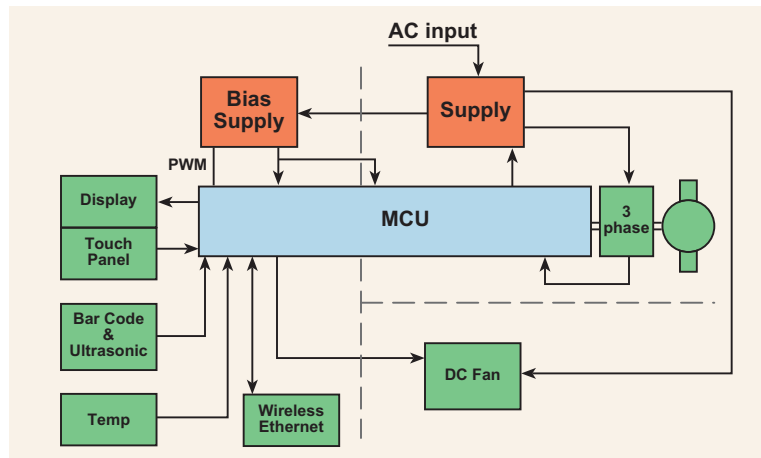 AC input
Bias
Supply
Supply
PWM
Display
MCU
3
phase
Touch
Panel
Bar Code
&
Ultrasonic
DC Fan
Temp
Wireless
Ethernet